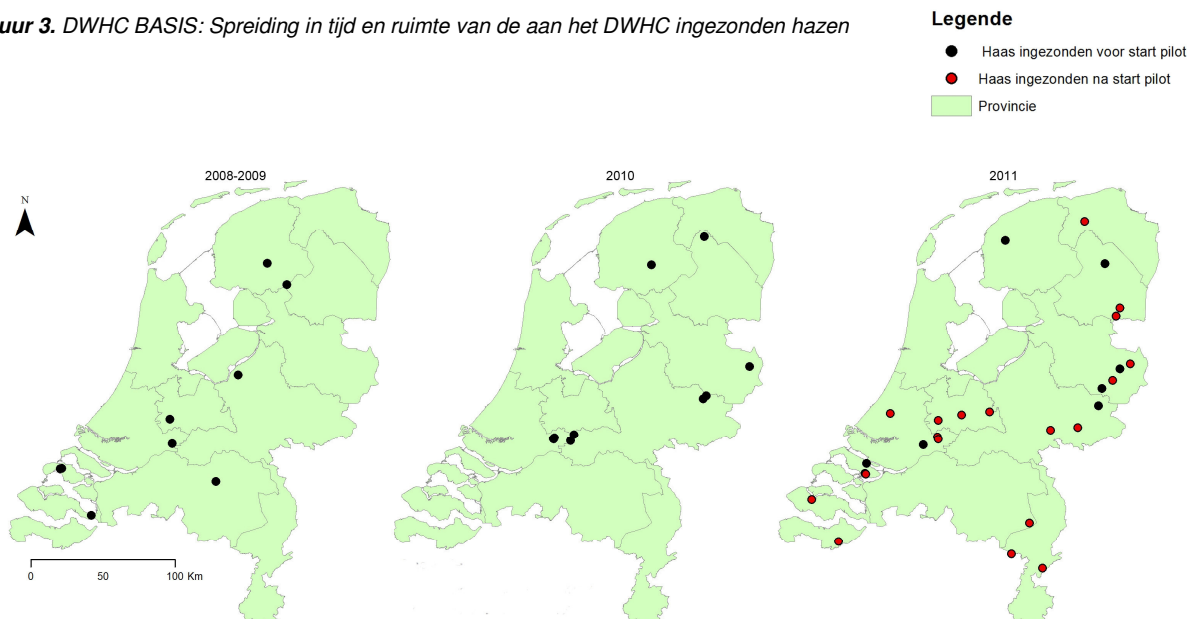 uur 3. DWHC BASIS: Spreiding in tijd en ruimte van de aan het DWHC ingezonden hazen
Legende
Haas ingezonden voor start pilot
Haas ingezonden na start pilot
Provincie
2008-2009
2010
2011
N
0 50 100 Km